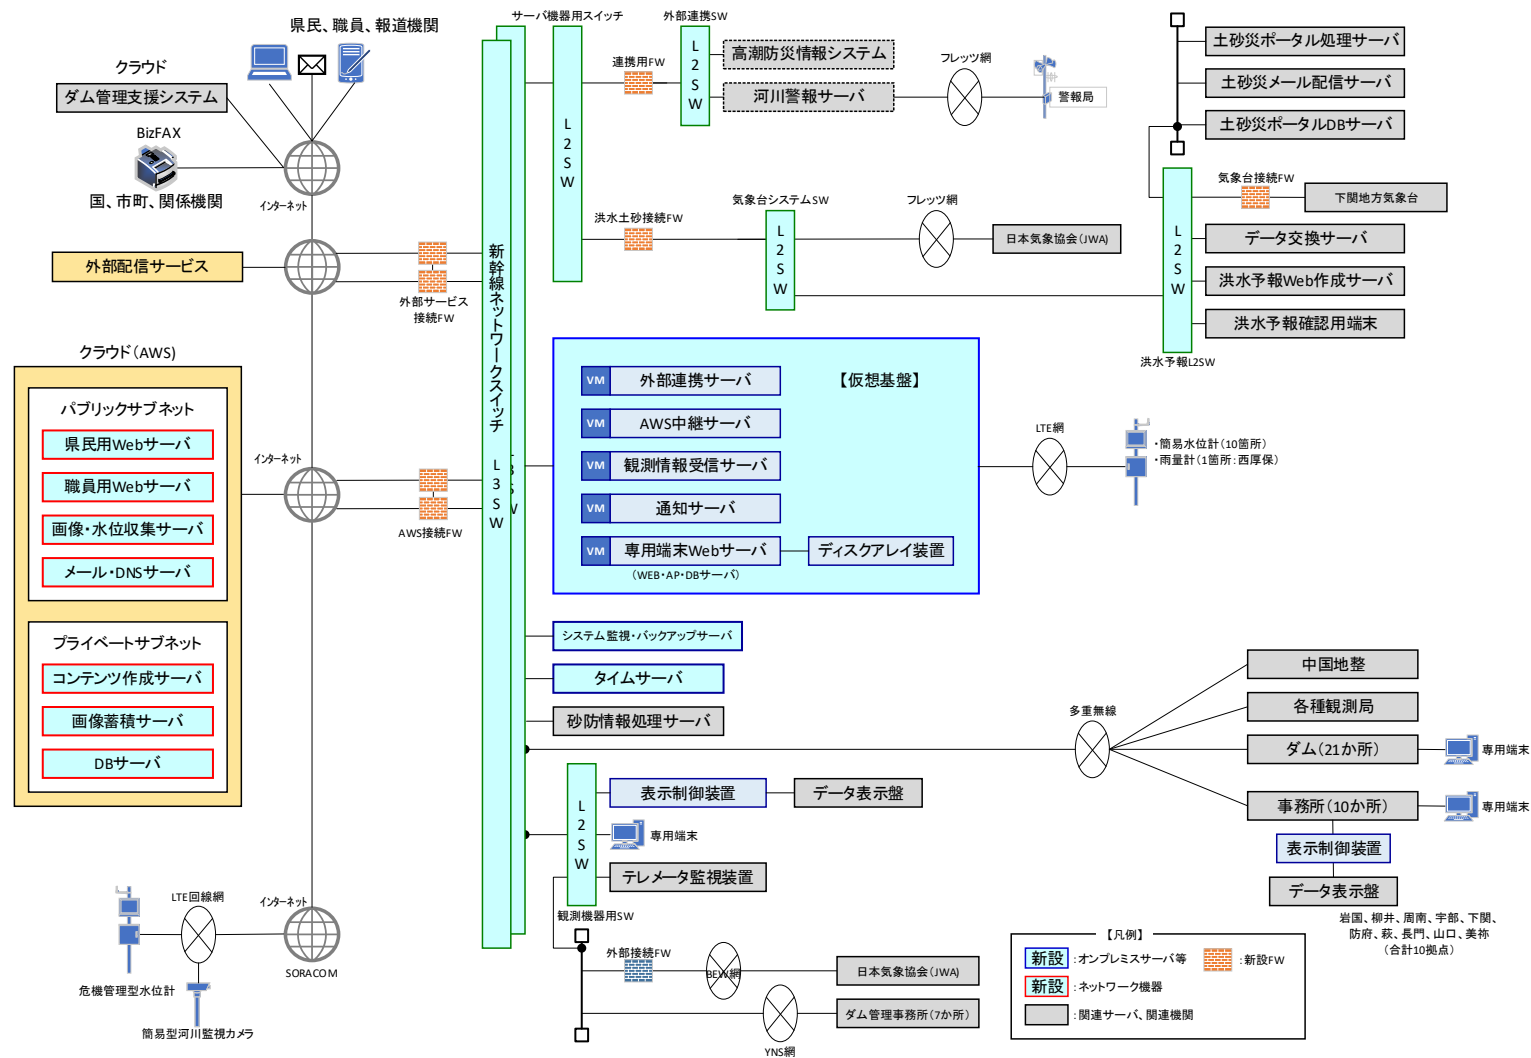 県民、職員、報道機関
クラウド
ダム管理支援システム
BizFAX
国、市町、関係機関
インターネット
外部配信サービス
外部サービス
接続FW
クラウド（AWS）
パブリックサブネット
県民用Webサーバ
職員用Webサーバ
画像・水位収集サーバ
メール・DNSサーバ
プライベートサブネット
コンテンツ作成サーバ
画像蓄積サーバ
DBサーバ
インターネット
AWS接続FW
インターネット
SORACOM
LTE回線網
危機管理型水位計
簡易型河川監視カメラ
新幹線ネットワークスイッチ
L3SW
L3SW
サーバ機器用スイッチ
L2SW
連携用FW
外部連携SW
L2SW
高潮防災情報システム
河川警報サーバ
フレッツ網
警報局
洪水土砂接続FW
気象台システムSW
L2SW
フレッツ網
日本気象協会（JWA)
土砂災ポータル処理サーバ
土砂災メール配信サーバ
土砂災ポータルDBサーバ
気象台接続FW
下関地方気象台
L2SW
データ交換サーバ
洪水予報Web作成サーバ
洪水予報確認用端末
洪水予報L2SW
【仮想基盤】
VM 外部連携サーバ
VM AWS中継サーバ
VM 観測情報受信サーバ
VM 通知サーバ
VM 専用端末Webサーバ
（WEB・AP・DBサーバ）
ディスクアレイ装置
LTE網
・簡易水位計（10箇所）
・雨量計（1箇所：西厚保）
システム監視・バックアップサーバ
タイムサーバ
砂防情報処理サーバ
多重無線
中国地整
各種観測局
ダム（21か所）
専用端末
事務所（10か所）
専用端末
表示制御装置
データ表示盤
岩国、柳井、周南、宇部、下関、
防府、萩、長門、山口、美祢
（合計10拠点）
L2SW
表示制御装置
データ表示盤
専用端末
テレメータ監視装置
観測機器用SW
外部接続FW
BEW網
日本気象協会（JWA)
YNS網
ダム管理事務所（7か所）
【凡例】
新設 ：オンプレミスサーバ等
：新設FW
新設 ：ネットワーク機器
：関連サーバ、関連機関